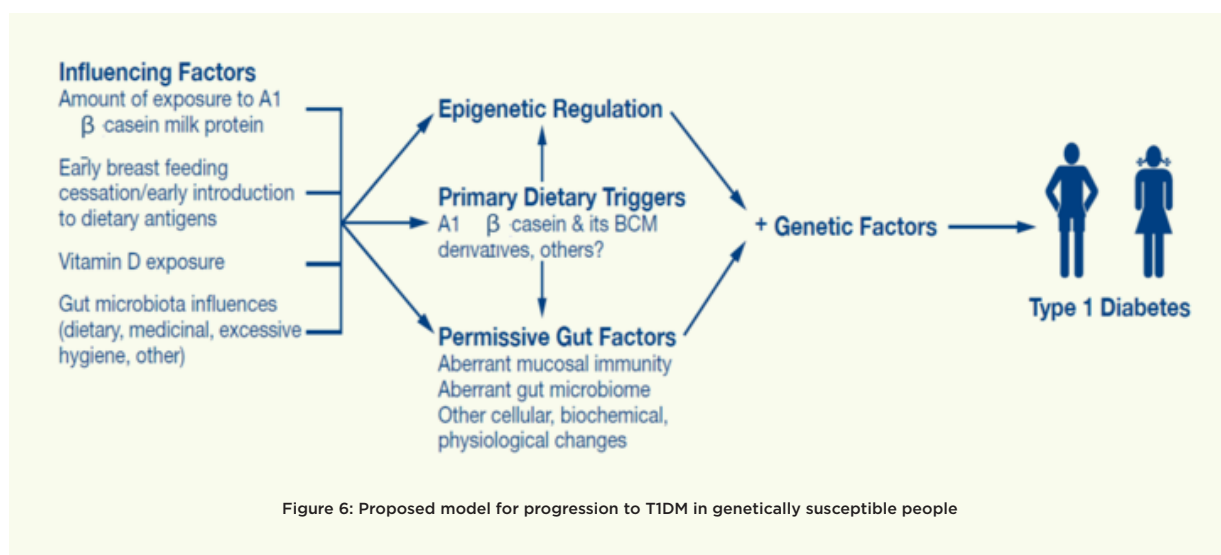 Influencing Factors
Amount of exposure to A1
β casein milk protein
Early breast feeding
cessation/early introduction
to dietary antigens
Vitamin D exposure
Gut microbiota influences
(dietary, medicinal, excessive
hygiene, other)
Epigenetic Regulation
Primary Dietary Triggers
A1 β casein & its BCM
derivatives, others?
Permissive Gut Factors
Aberrant mucosal immunity
Aberrant gut microbiome
Other cellular, biochemical,
physiological changes
+ Genetic Factors
Type 1 Diabetes
Figure 6: Proposed model for progression to T1DM in genetically susceptible people